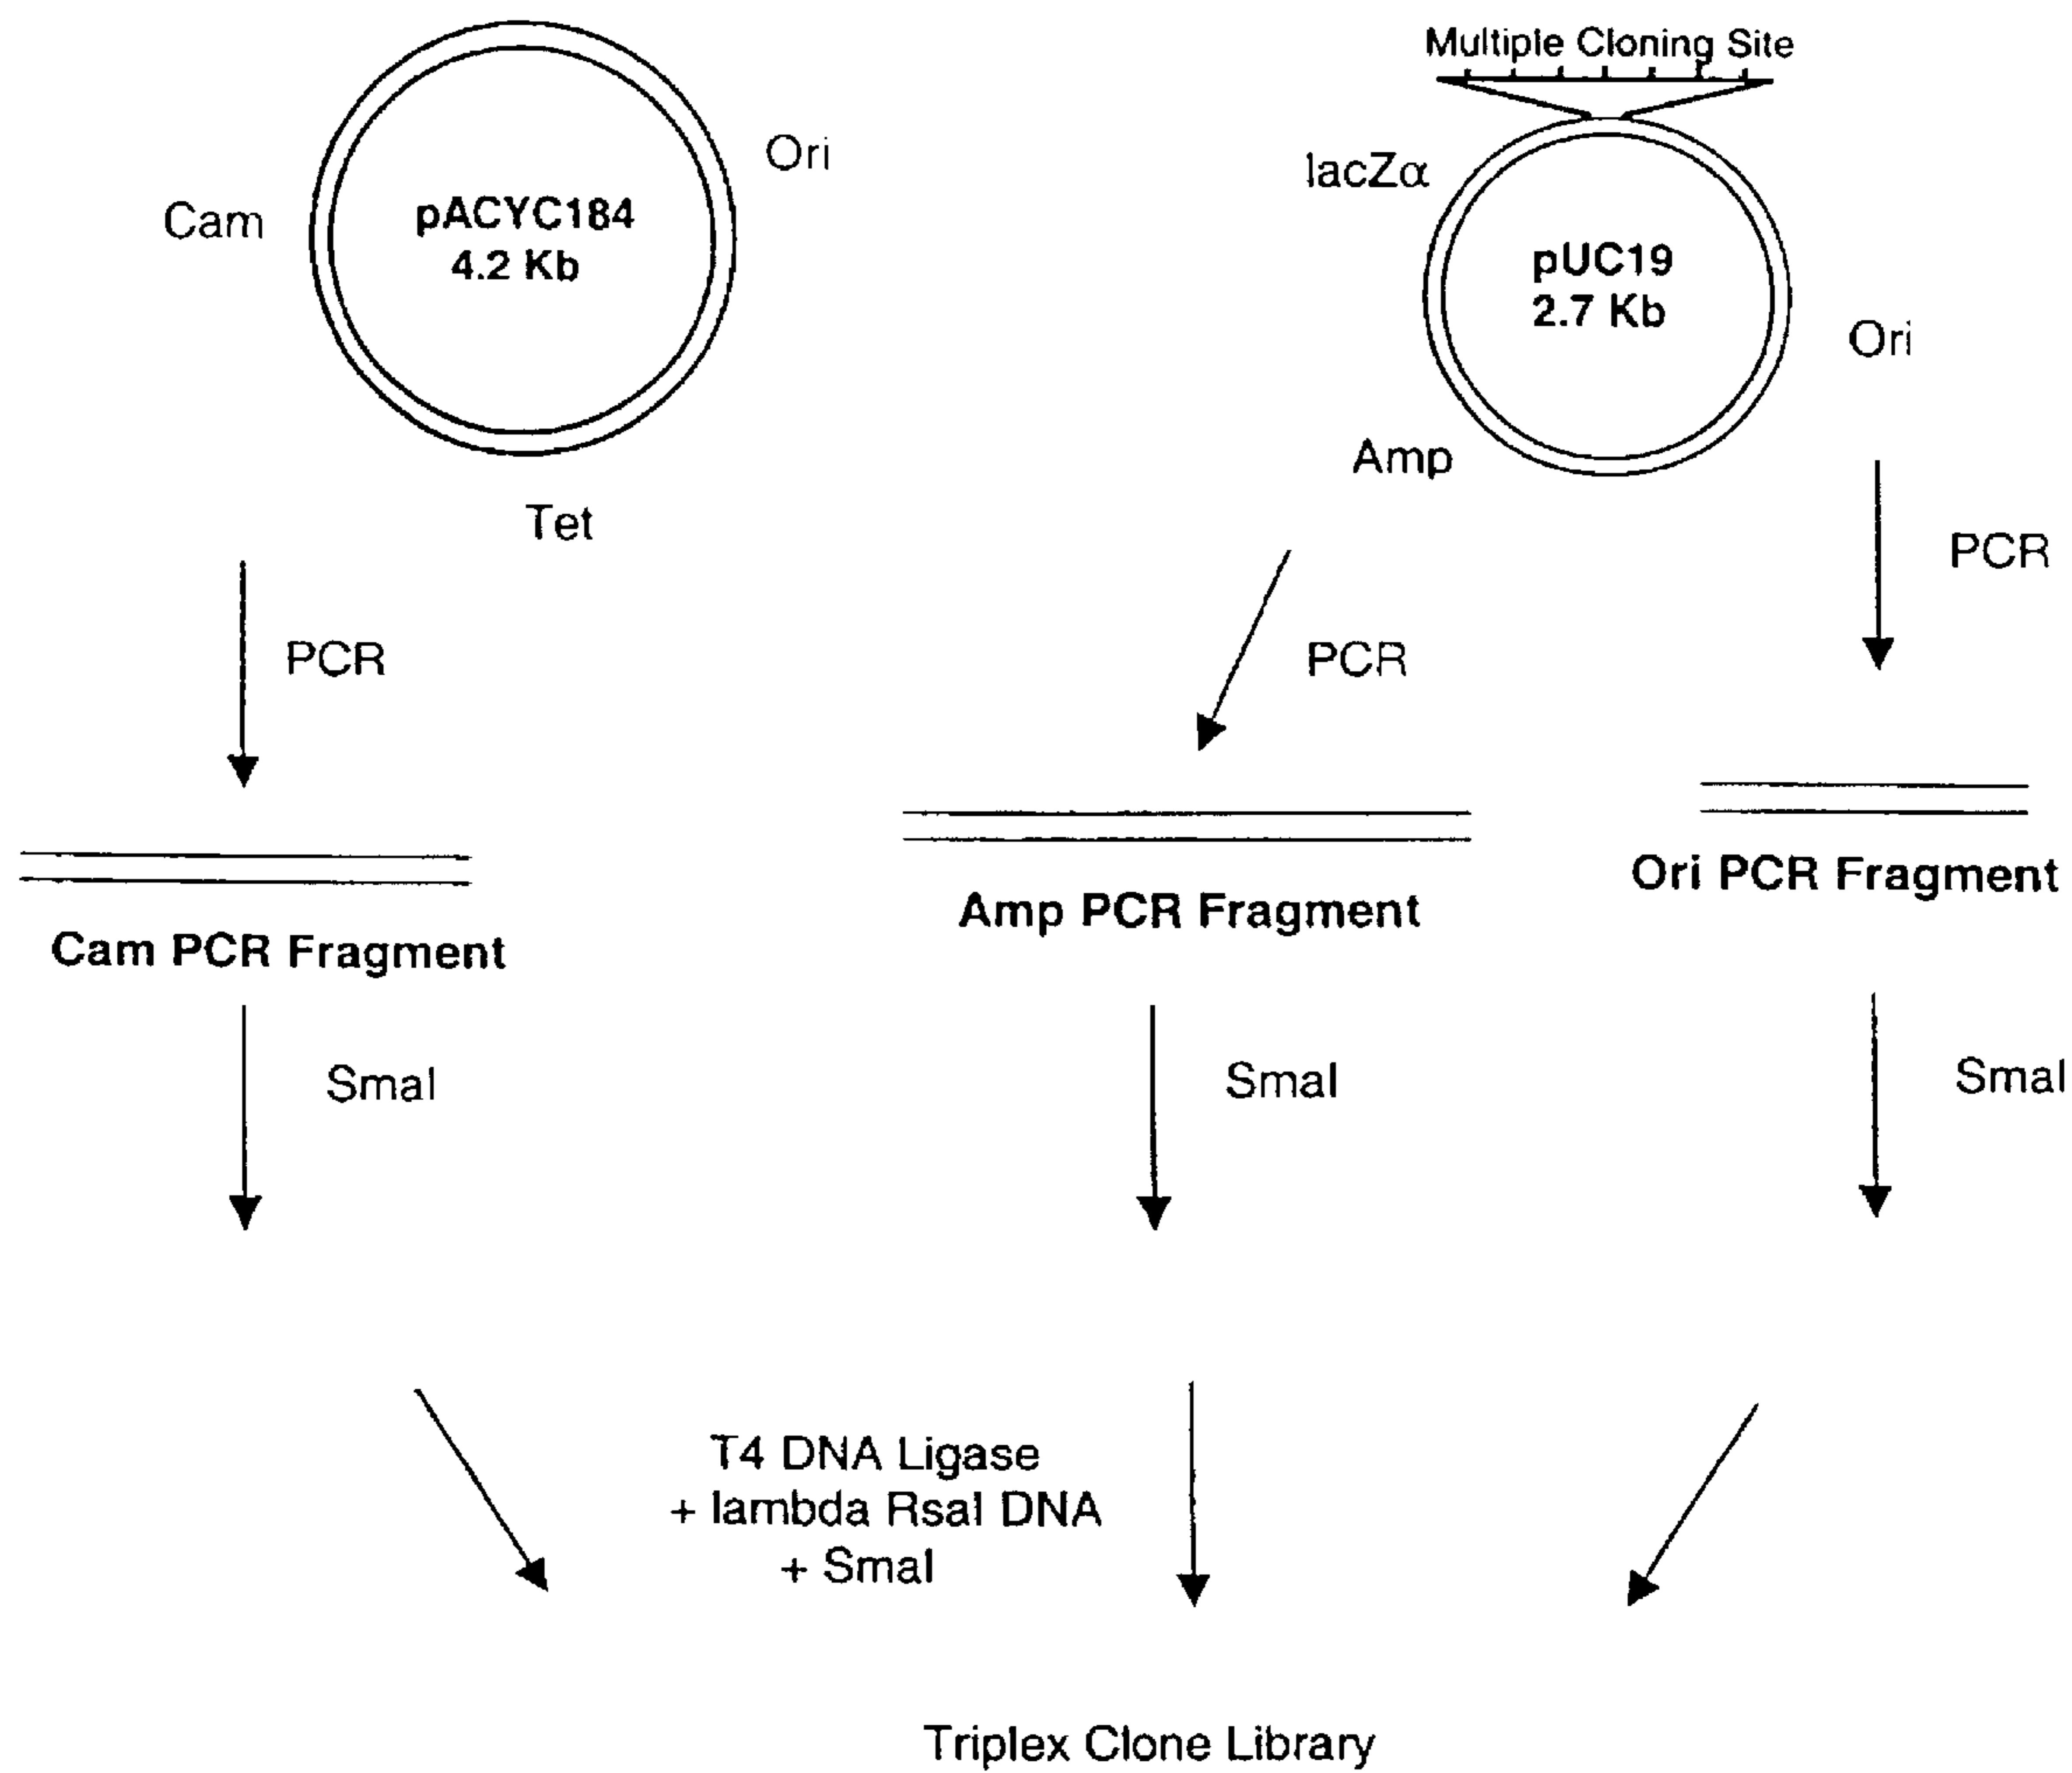 Multiple Cloning Site
Ori
lacZα
Cam
pACYC184
4.2 Kb
pUC19
2.7 Kb
Ori
Amp
Tet
PCR
PCR
PCR
Cam PCR Fragment
Amp PCR Fragment
Ori PCR Fragment
SmaI
SmaI
SmaI
T4 DNA Ligase
+ lambda RsaI DNA
+ SmaI
Triplex Clone Library